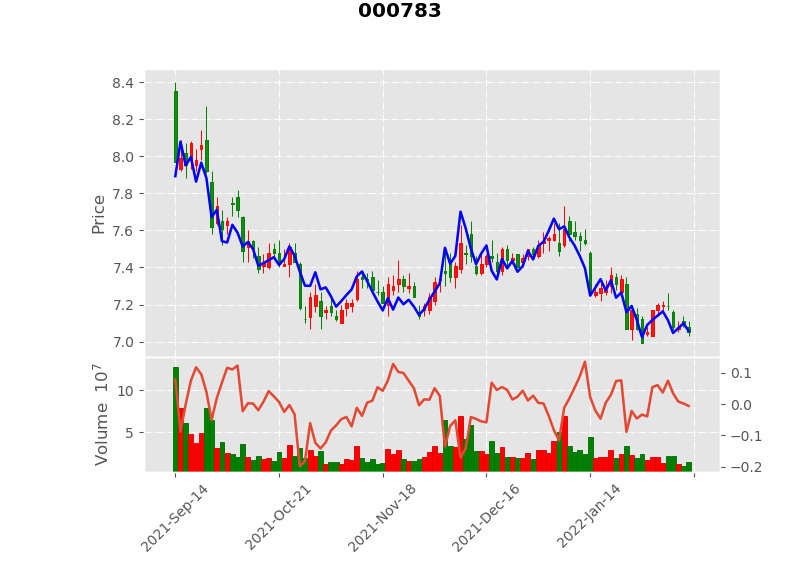 000783
8.4
8.2
8.0
7.8
7.6
7.4
7.2
7.0
Price
10
5
Volume 10^7
0.1
0.0
−0.1
−0.2
2021-Sep-14
2021-Oct-21
2021-Nov-18
2021-Dec-16
2022-Jan-14